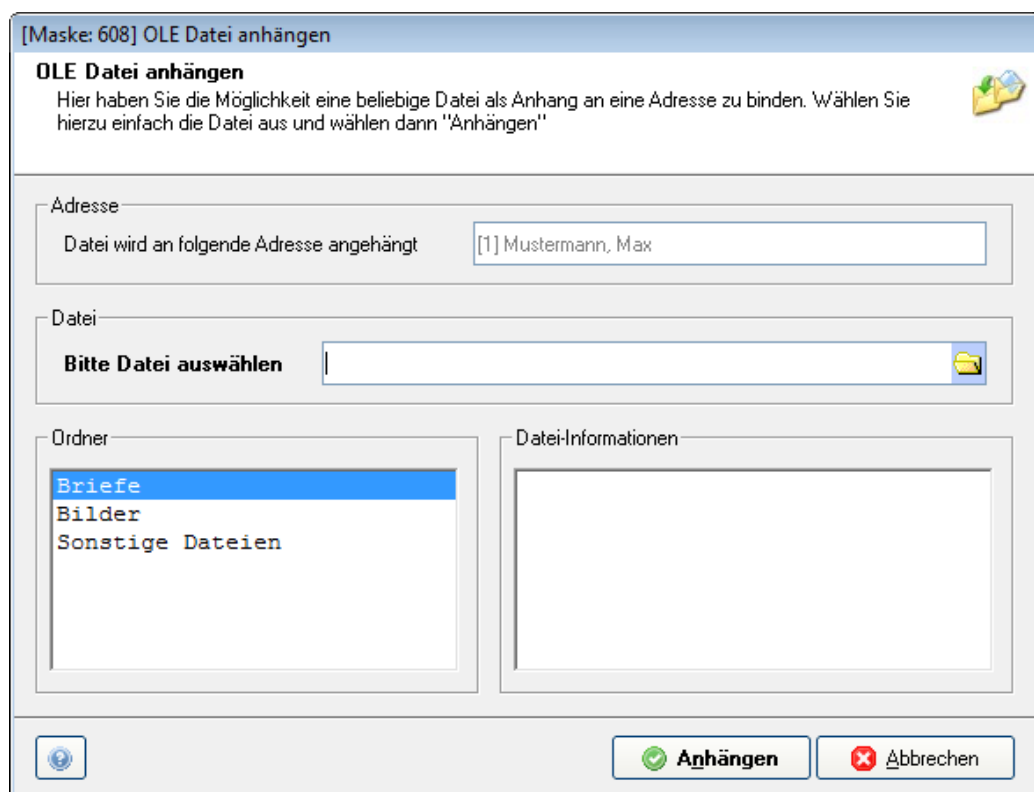 [Maske: 608] OLE Datei anhängen
OLE Datei anhängen
Hier haben Sie die Möglichkeit eine beliebige Datei als Anhang an eine Adresse zu binden. Wählen Sie
hierzu einfach die Datei aus und wählen dann "Anhängen"
Adresse
Datei wird an folgende Adresse angehängt [1] Mustermann, Max
Datei
Bitte Datei auswählen
Ordner
Briefe
Bilder
Sonstige Dateien
Datei-Informationen
Anhängen
Abbrechen